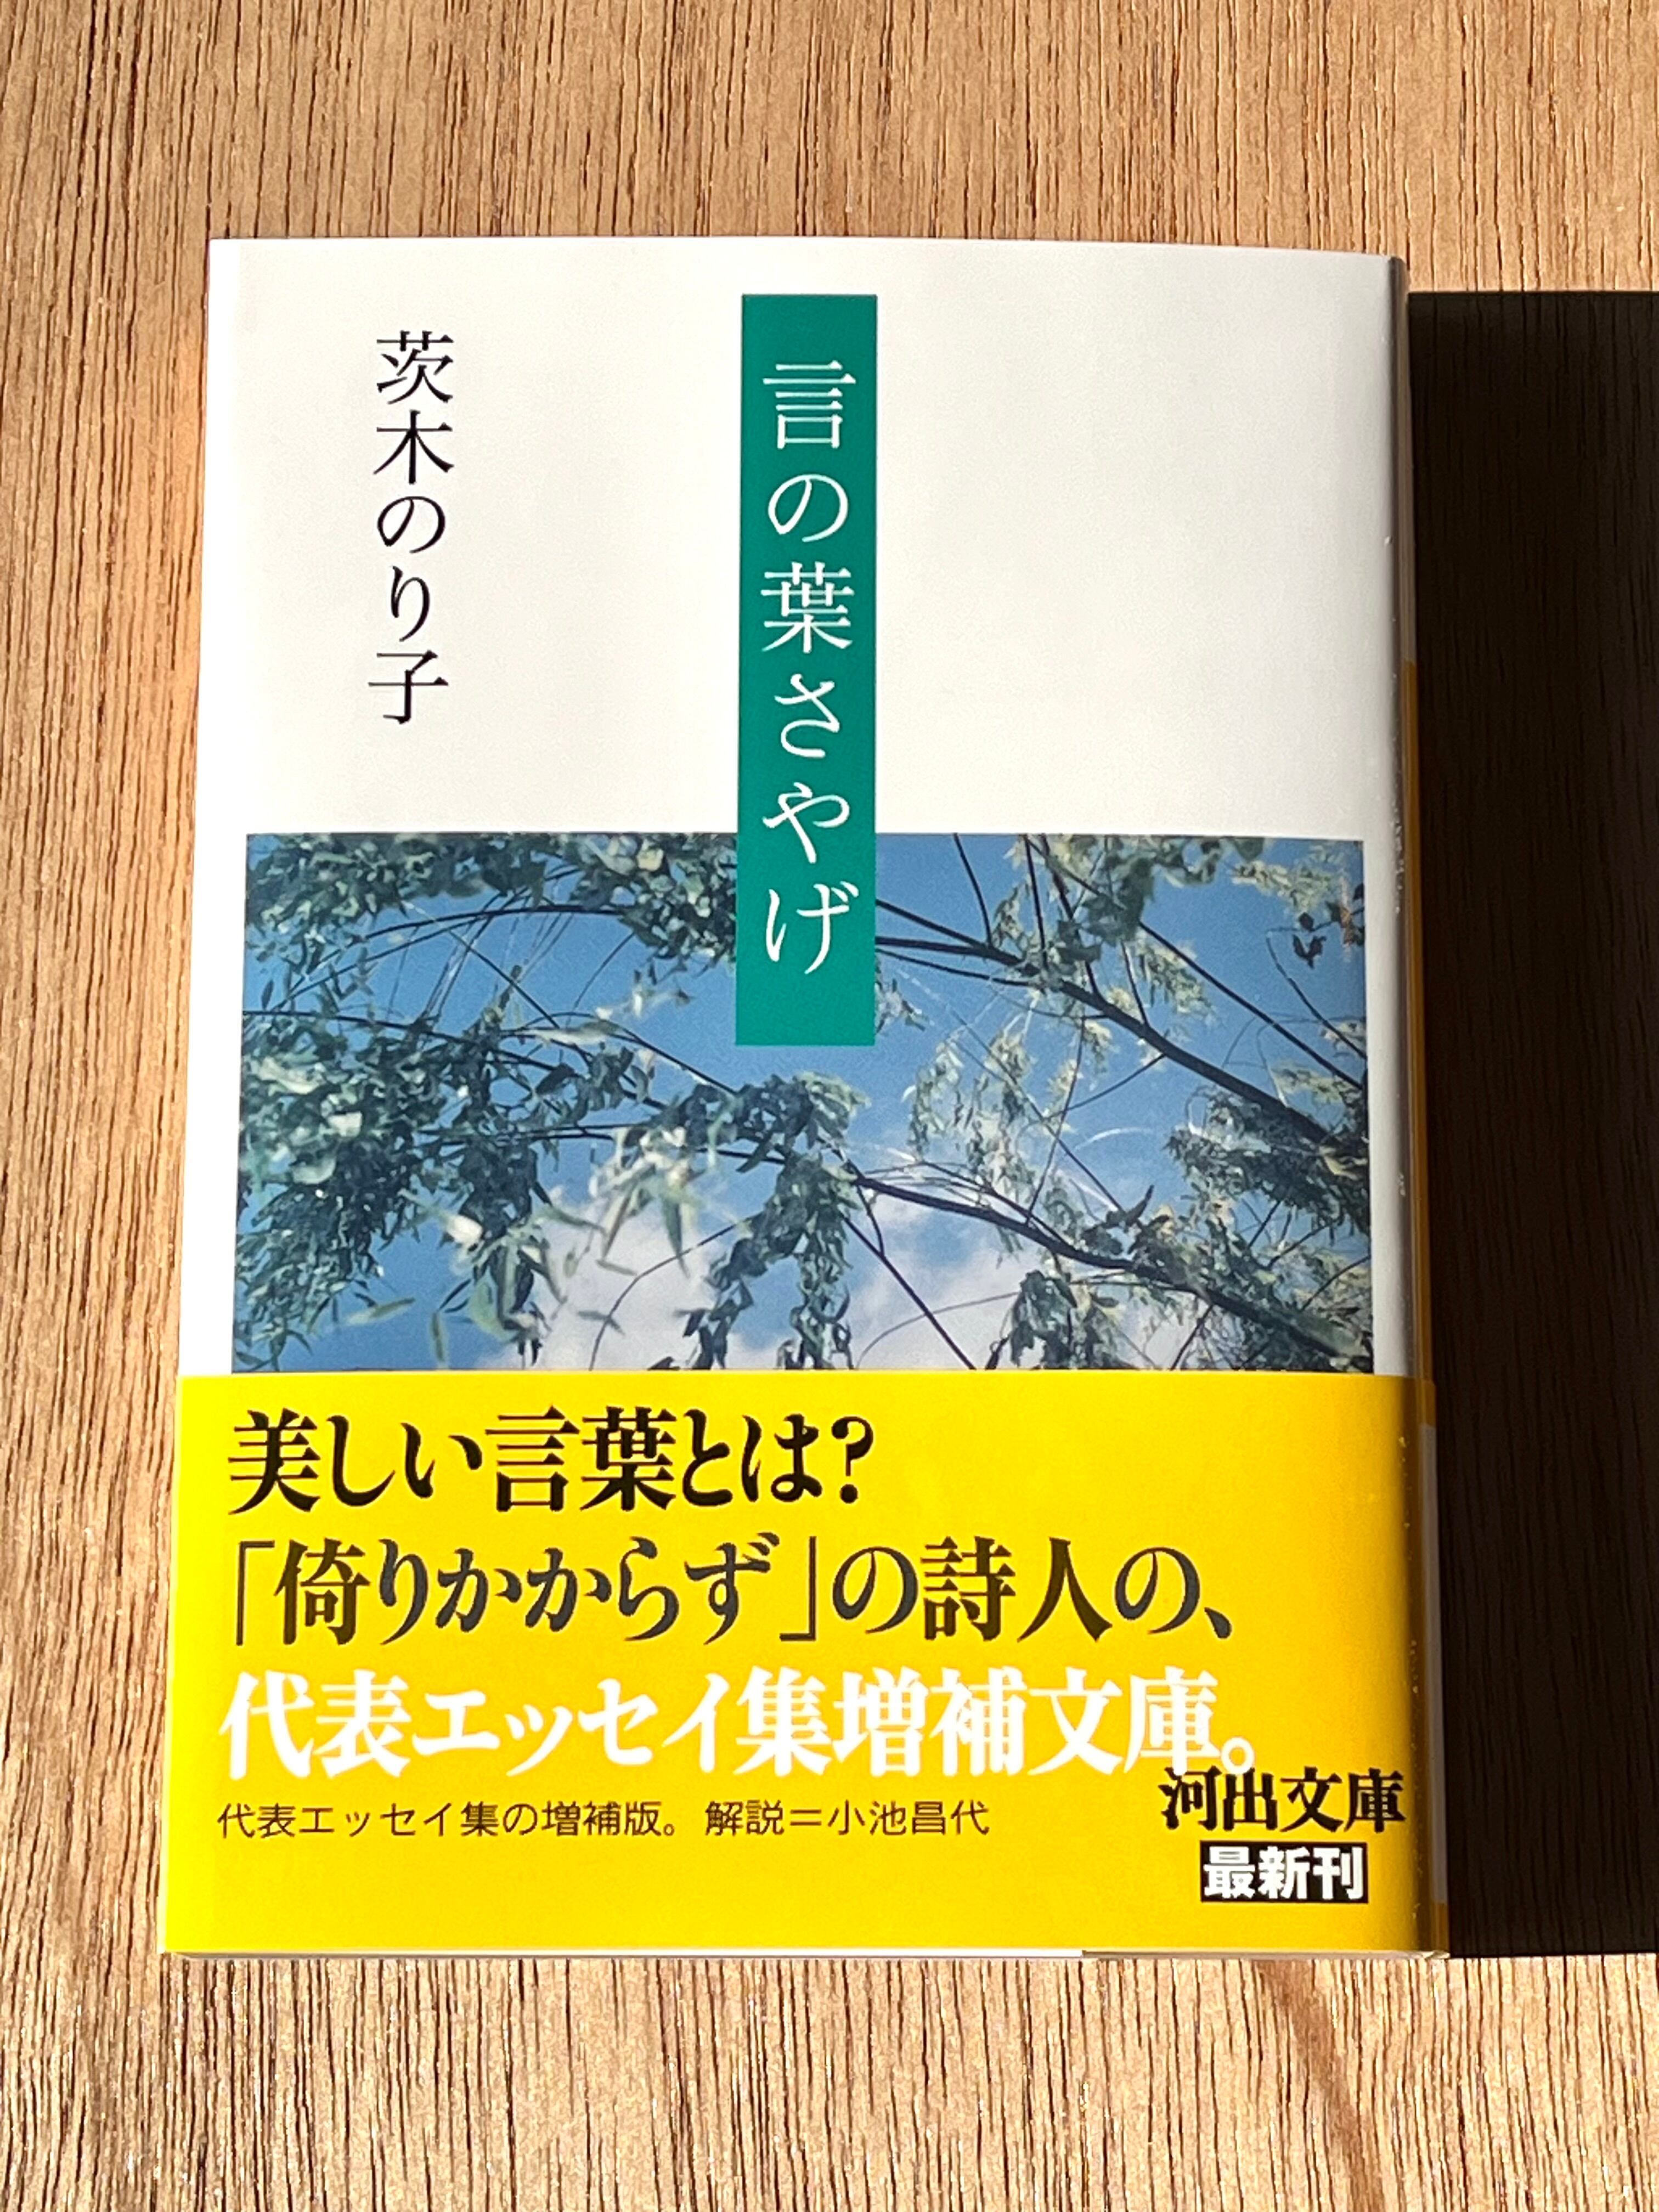 言の葉さやげ
茨木のり子
美しい言葉とは?
「倚りかからず」の詩人の、
代表エッセイ集増補文庫。
代表エッセイ集の増補版。解説＝小池昌代
河出文庫
最新刊